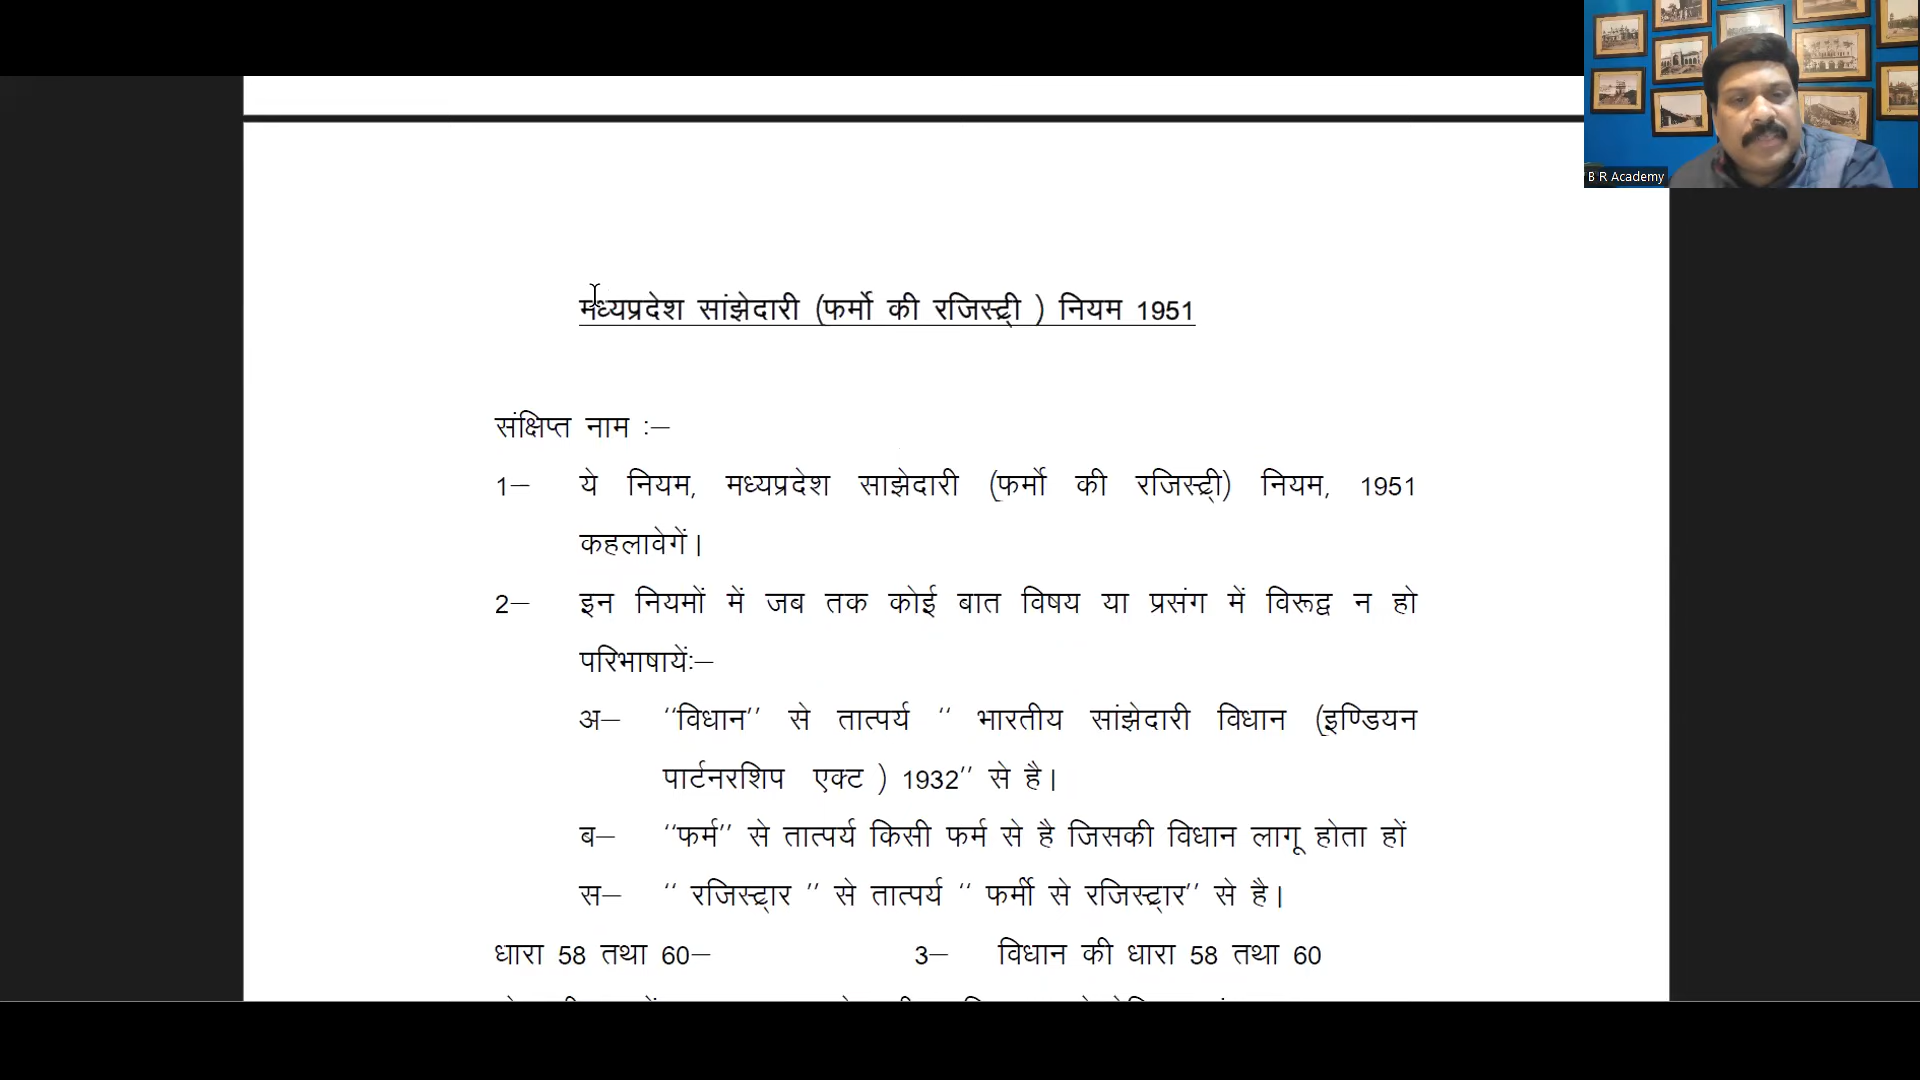 B R Academy
मध्यप्रदेश सांझेदारी (फर्मो की रजिस्ट्री ) नियम 1951
संक्षिप्त नाम :–
1– ये नियम, मध्यप्रदेश साझेदारी (फर्मो की रजिस्ट्री) नियम, 1951
कहलावेगें।
2– इन नियमों में जब तक कोई बात विषय या प्रसंग में विरूद्व न हो
परिभाषायें:–
अ– ‘‘विधान’’ से तात्पर्य ‘‘ भारतीय सांझेदारी विधान (इण्डियन
पार्टनरशिप एक्ट ) 1932’’ से है।
ब– ‘‘फर्म’’ से तात्पर्य किसी फर्म से है जिसकी विधान लागू होता हों
स– ‘‘ रजिस्ट्रार ’’ से तात्पर्य ‘‘ फर्मो से रजिस्ट्रार’’ से है।
धारा 58 तथा 60– 3– विधान की धारा 58 तथा 60